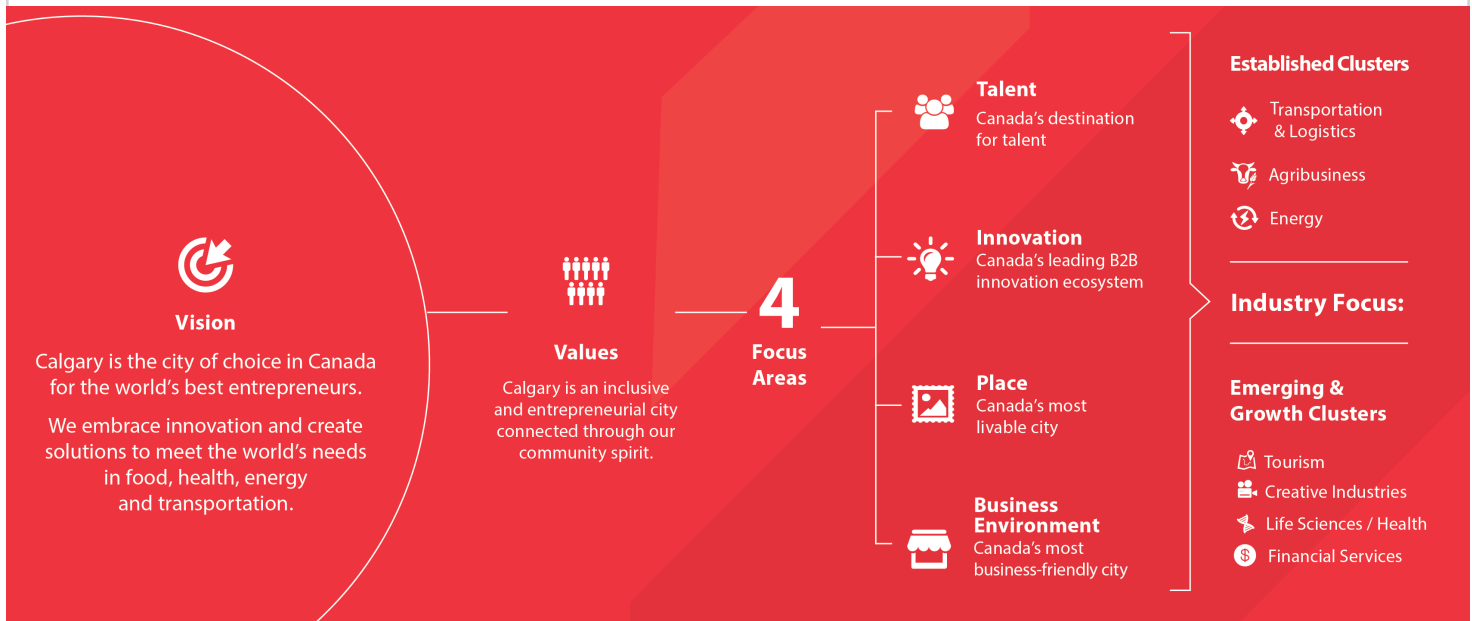 Vision
Calgary is the city of choice in Canada
for the world's best entrepreneurs.
We embrace innovation and create
solutions to meet the world's needs
in food, health, energy
and transportation.
Values
Calgary is an inclusive
and entrepreneurial city
connected through our
community spirit.
4
Focus
Areas
Talent
Canada's destination
for talent
Innovation
Canada's leading B2B
innovation ecosystem
Place
Canada's most
livable city
Business
Environment
Canada's most
business-friendly city
Established Clusters
Transportation
& Logistics
Agribusiness
Energy
Industry Focus:
Emerging &
Growth Clusters
Tourism
Creative Industries
Life Sciences / Health
$ Financial Services